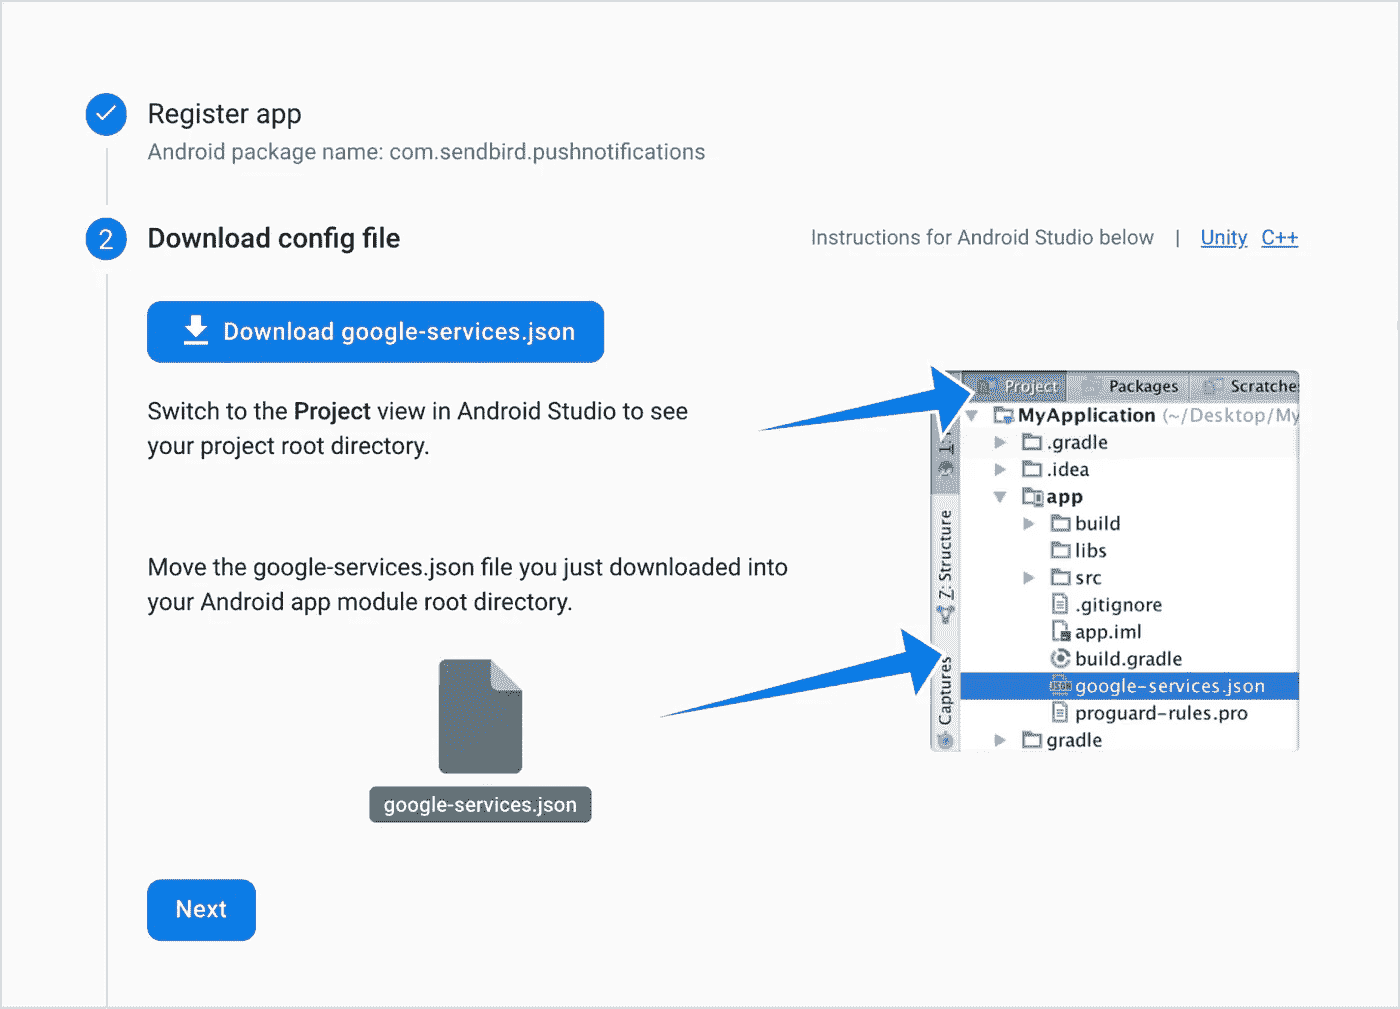 Register app
Android package name: com.sendbird.pushnotifications
2 Download config file
Instructions for Android Studio below | Unity C++
Download google-services.json
Switch to the Project view in Android Studio to see
your project root directory.
Move the google-services.json file you just downloaded into
your Android app module root directory.
google-services.json
Next
Project Packages Scratche
MyApplication (~/Desktop/My
.gradle
.idea
app
build
libs
src
.gitignore
app.iml
build.gradle
JSON google-services.json
proguard-rules.pro
gradle
1:
Z: Structure
Captures